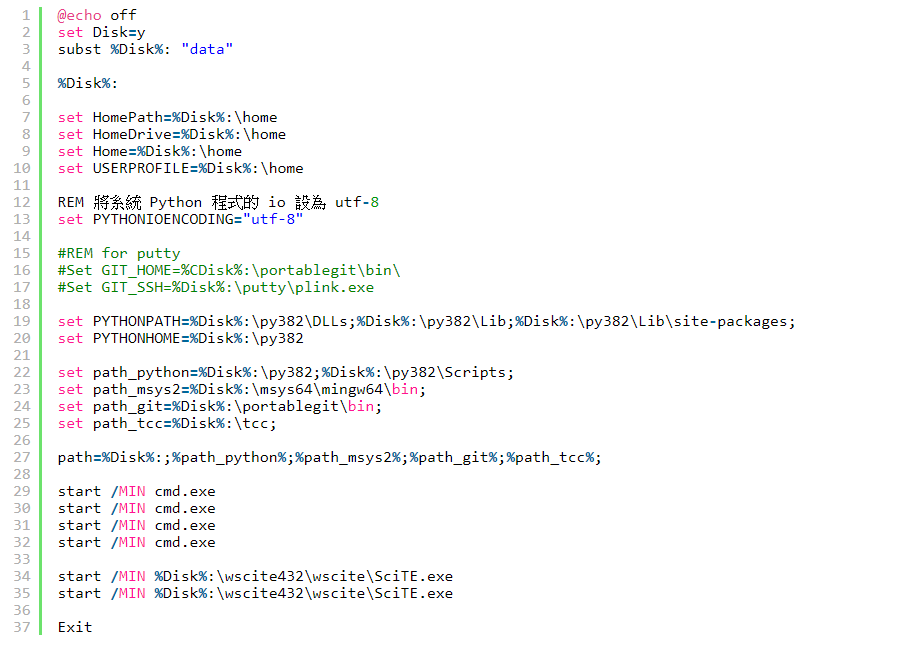 1 @echo off
2 set Disk=y
3 subst %Disk%: "data"
4
5 %Disk%:
6
7 set HomePath=%Disk%:\home
8 set HomeDrive=%Disk%:\home
9 set Home=%Disk%:\home
10 set USERPROFILE=%Disk%:\home
11
12 REM 將系統 Python 程式的 io 設為 utf-8
13 set PYTHONIOENCODING="utf-8"
14
15 #REM for putty
16 #Set GIT_HOME=%CDisk%:\portablegit\bin\
17 #Set GIT_SSH=%Disk%:\putty\plink.exe
18
19 set PYTHONPATH=%Disk%:\py382\DLLs;%Disk%:\py382\Lib;%Disk%:\py382\Lib\site-packages;
20 set PYTHONHOME=%Disk%:\py382
21
22 set path_python=%Disk%:\py382;%Disk%:\py382\Scripts;
23 set path_msys2=%Disk%:\msys64\mingw64\bin;
24 set path_git=%Disk%:\portablegit\bin;
25 set path_tcc=%Disk%:\tcc;
26
27 path=%Disk%:;%path_python%;%path_msys2%;%path_git%;%path_tcc%;
28
29 start /MIN cmd.exe
30 start /MIN cmd.exe
31 start /MIN cmd.exe
32 start /MIN cmd.exe
33
34 start /MIN %Disk%:\wscite432\wscite\SciTE.exe
35 start /MIN %Disk%:\wscite432\wscite\SciTE.exe
36
37 Exit